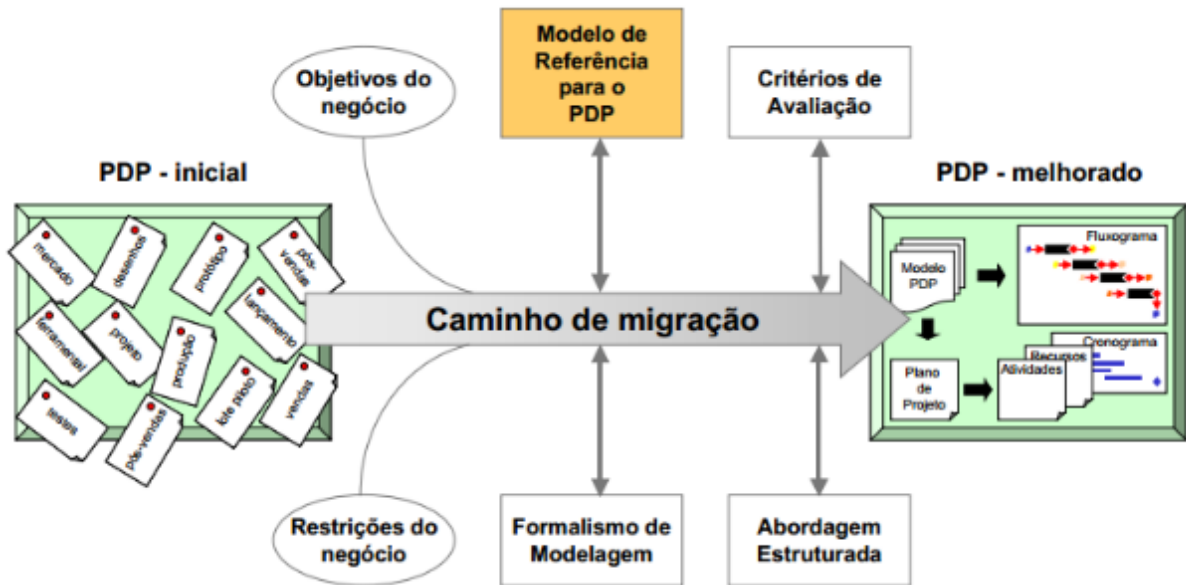 Objetivos do
negócio
Modelo de
Referência
para o
PDP
Critérios de
Avaliação
PDP - inicial
PDP - melhorado
mercado
desenhos
protótipo
pós-
vendas
ferramental
projeto
produção
lançamento
testes
pós-vendas
lote piloto
vendas
Caminho de migração
Modelo
PDP
Fluxograma
Plano
de
Projeto
Atividades
Recursos
Cronograma
Restrições do
negócio
Formalismo de
Modelagem
Abordagem
Estruturada